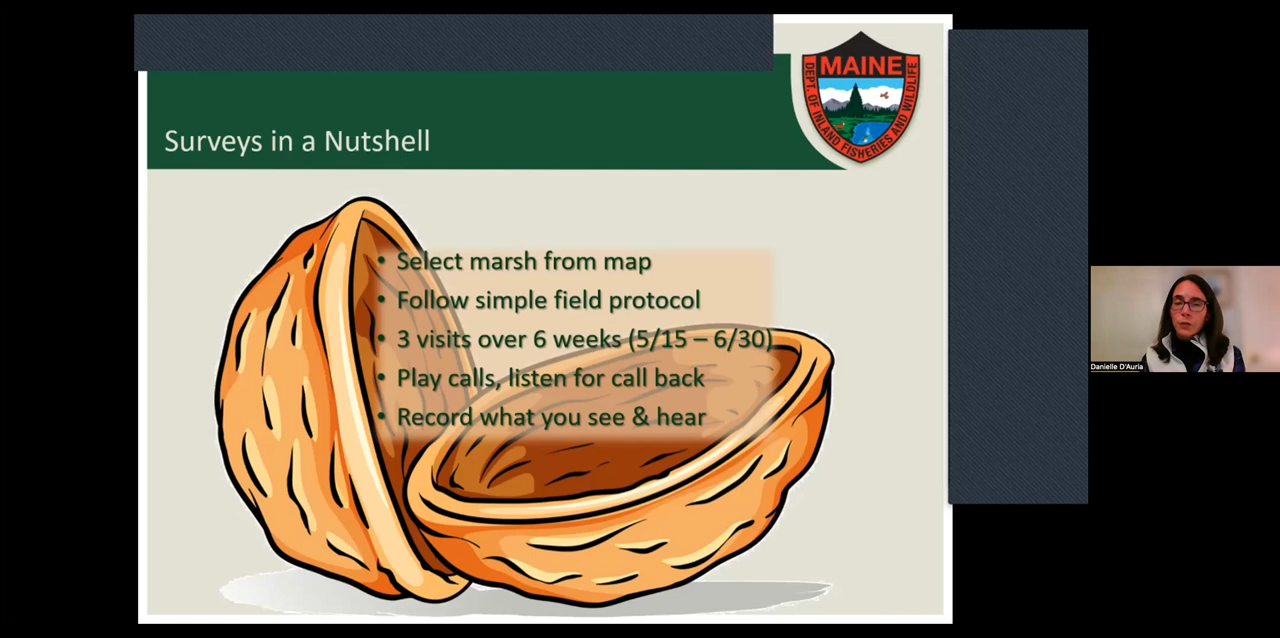 MAINE
DEPT. OF INLAND FISHERIES AND WILDLIFE
Surveys in a Nutshell
• Select marsh from map
• Follow simple field protocol
• 3 visits over 6 weeks (5/15 – 6/30)
• Play calls, listen for call back
• Record what you see & hear
Danielle D'Auria